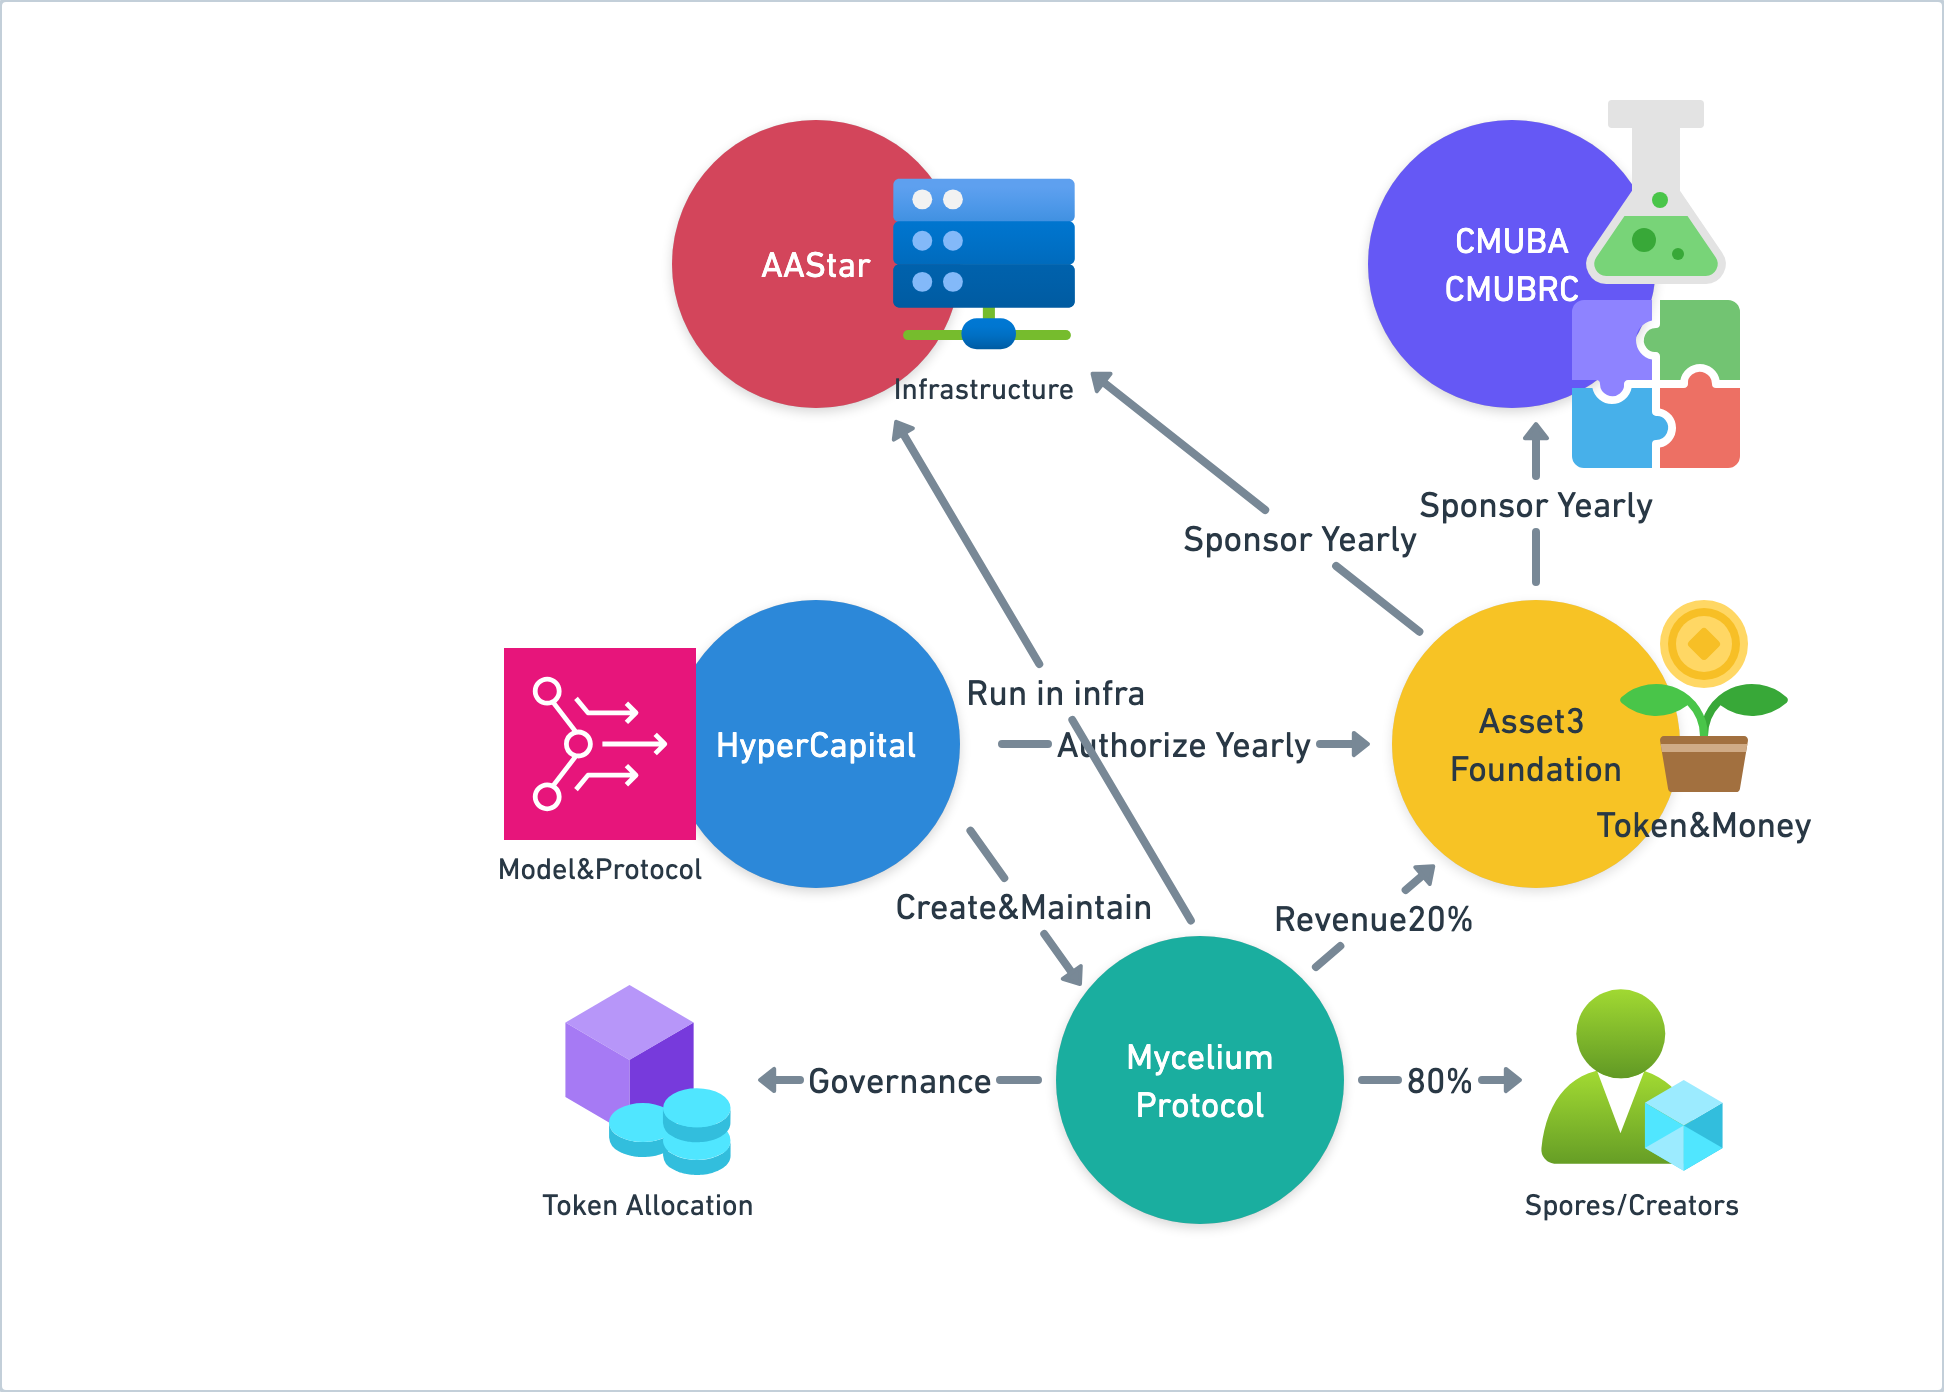 AAStar
Infrastructure
CMUBA
CMUBRC
Sponsor Yearly
Sponsor Yearly
Run in infra
HyperCapital
Model&Protocol
Authorize Yearly
Asset3
Foundation
Token&Money
Create&Maintain
Revenue20%
Mycelium
Protocol
Governance
80%
Token Allocation
Spores/Creators